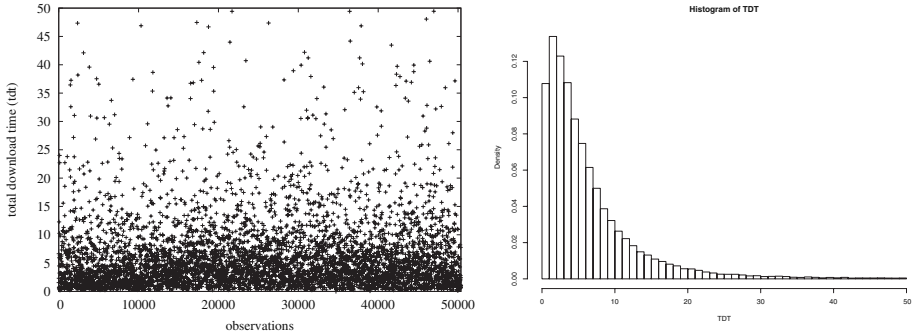 50
45
40
35
30
25
20
15
10
5
0
total download time (tdt)
0 10000 20000 30000 40000 50000
observations
Histogram of TDT
0.12
0.10
0.08
0.06
0.04
0.02
0.00
Density
0 10 20 30 40 50
TDT